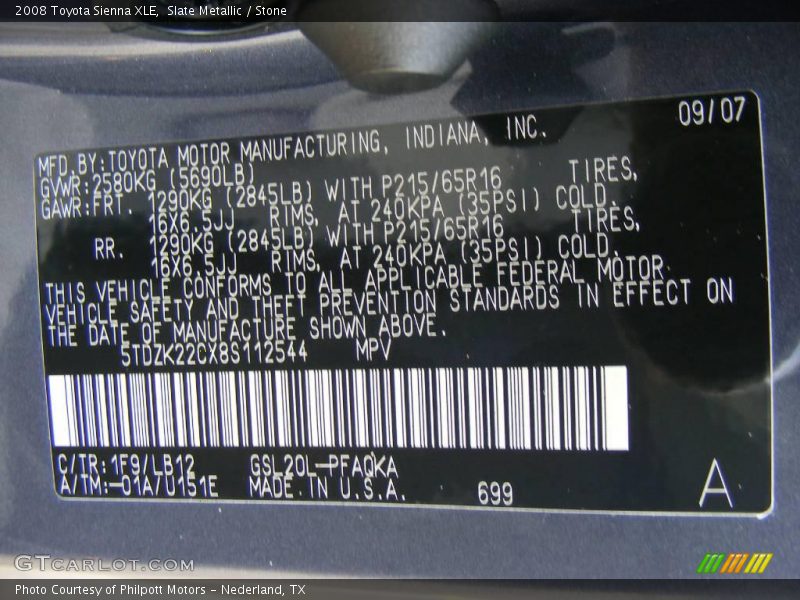 2008 Toyota Sienna XLE, Slate Metallic / Stone
09/07
MFD.BY:TOYOTA MOTOR MANUFACTURING, INDIANA, INC.
GVWR:2580KG (5690LB)
GAWR:FRT. 1290KG (2845LB) WITH P215/65R16 TIRES,
16X6.5JJ RIMS, AT 240KPA (35PSI) COLD.
RR. 1290KG (2845LB) WITH P215/65R16 TIRES,
16X6.5JJ RIMS, AT 240KPA (35PSI) COLD.
THIS VEHICLE CONFORMS TO ALL APPLICABLE FEDERAL MOTOR
VEHICLE SAFETY AND THEFT PREVENTION STANDARDS IN EFFECT ON
THE DATE OF MANUFACTURE SHOWN ABOVE.
5TDZK22CX8S112544 MPV
C/TR:1F9/LB12 GSL20L-PFAQKA
A/TM:-01A/U151E MADE IN U.S.A. 699 A
GTCARLOT.COM
Photo Courtesy of Philpott Motors - Nederland, TX